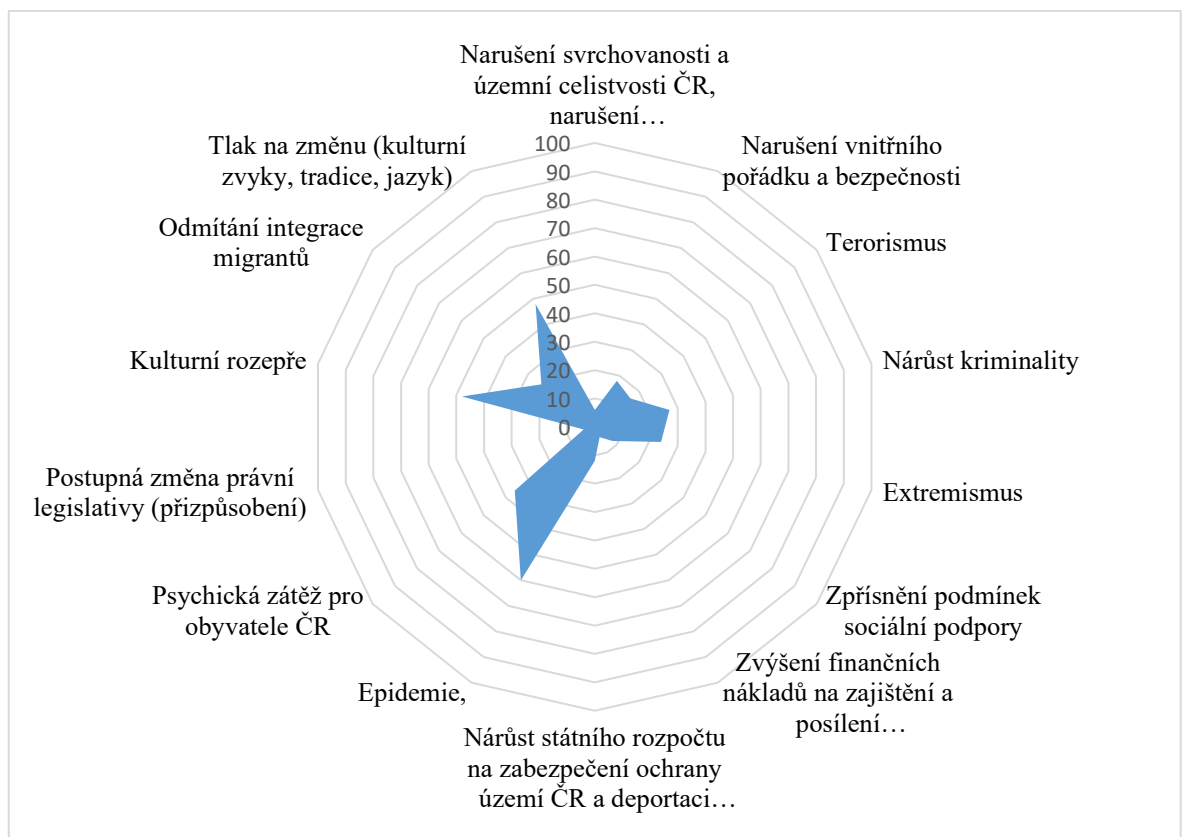 Narušení svrchovanosti a
územní celistvosti ČR,
narušení…
Narušení vnitřního
pořádku a bezpečnosti
Terorismus
Nárůst kriminality
Extremismus
Zpřísnění podmínek
sociální podpory
Zvýšení finančních
nákladů na zajištění a
posílení…
Nárůst státního rozpočtu
na zabezpečení ochrany
území ČR a deportaci…
Epidemie,
Psychická zátěž pro
obyvatele ČR
Postupná změna právní
legislativy (přizpůsobení)
Kulturní rozepře
Odmítání integrace
migrantů
Tlak na změnu (kulturní
zvyky, tradice, jazyk)
100
90
80
70
60
50
40
30
20
10
0